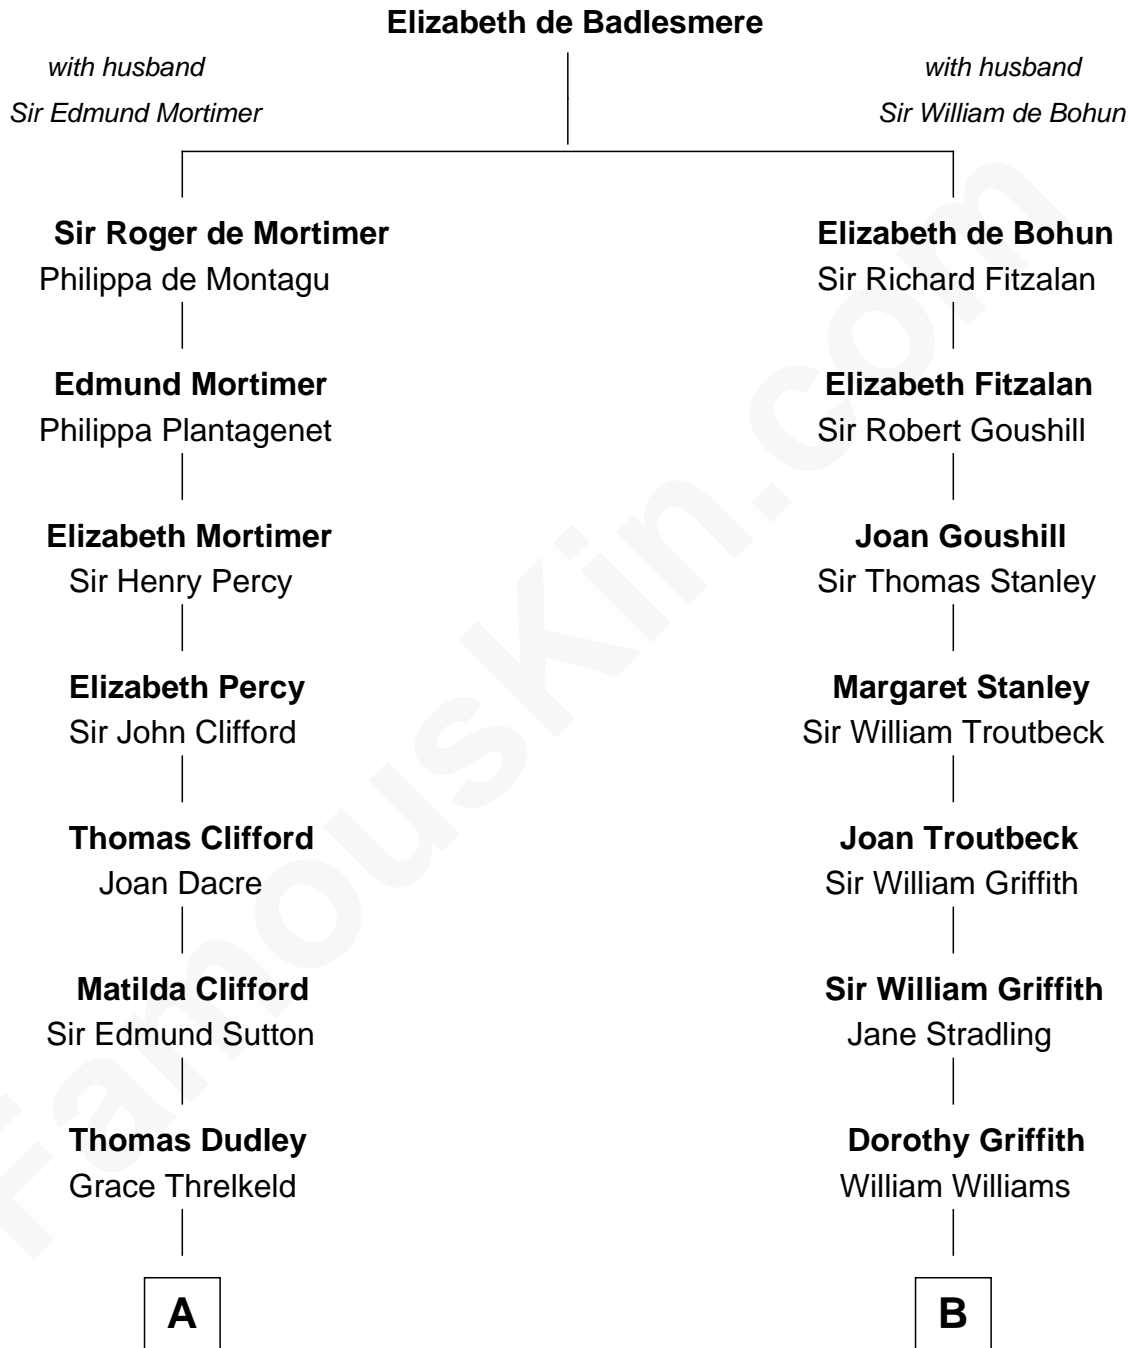 Elizabeth de Badlesmere
with husband
Sir Edmund Mortimer
with husband
Sir William de Bohun
Sir Roger de Mortimer
Philippa de Montagu
Elizabeth de Bohun
Sir Richard Fitzalan
Edmund Mortimer
Philippa Plantagenet
Elizabeth Fitzalan
Sir Robert Goushill
Elizabeth Mortimer
Sir Henry Percy
Joan Goushill
Sir Thomas Stanley
Elizabeth Percy
Sir John Clifford
Margaret Stanley
Sir William Troutbeck
Thomas Clifford
Joan Dacre
Joan Troutbeck
Sir William Griffith
Matilda Clifford
Sir Edmund Sutton
Sir William Griffith
Jane Stradling
Thomas Dudley
Grace Threlkeld
Dorothy Griffith
William Williams
A
B
FamousKin.com